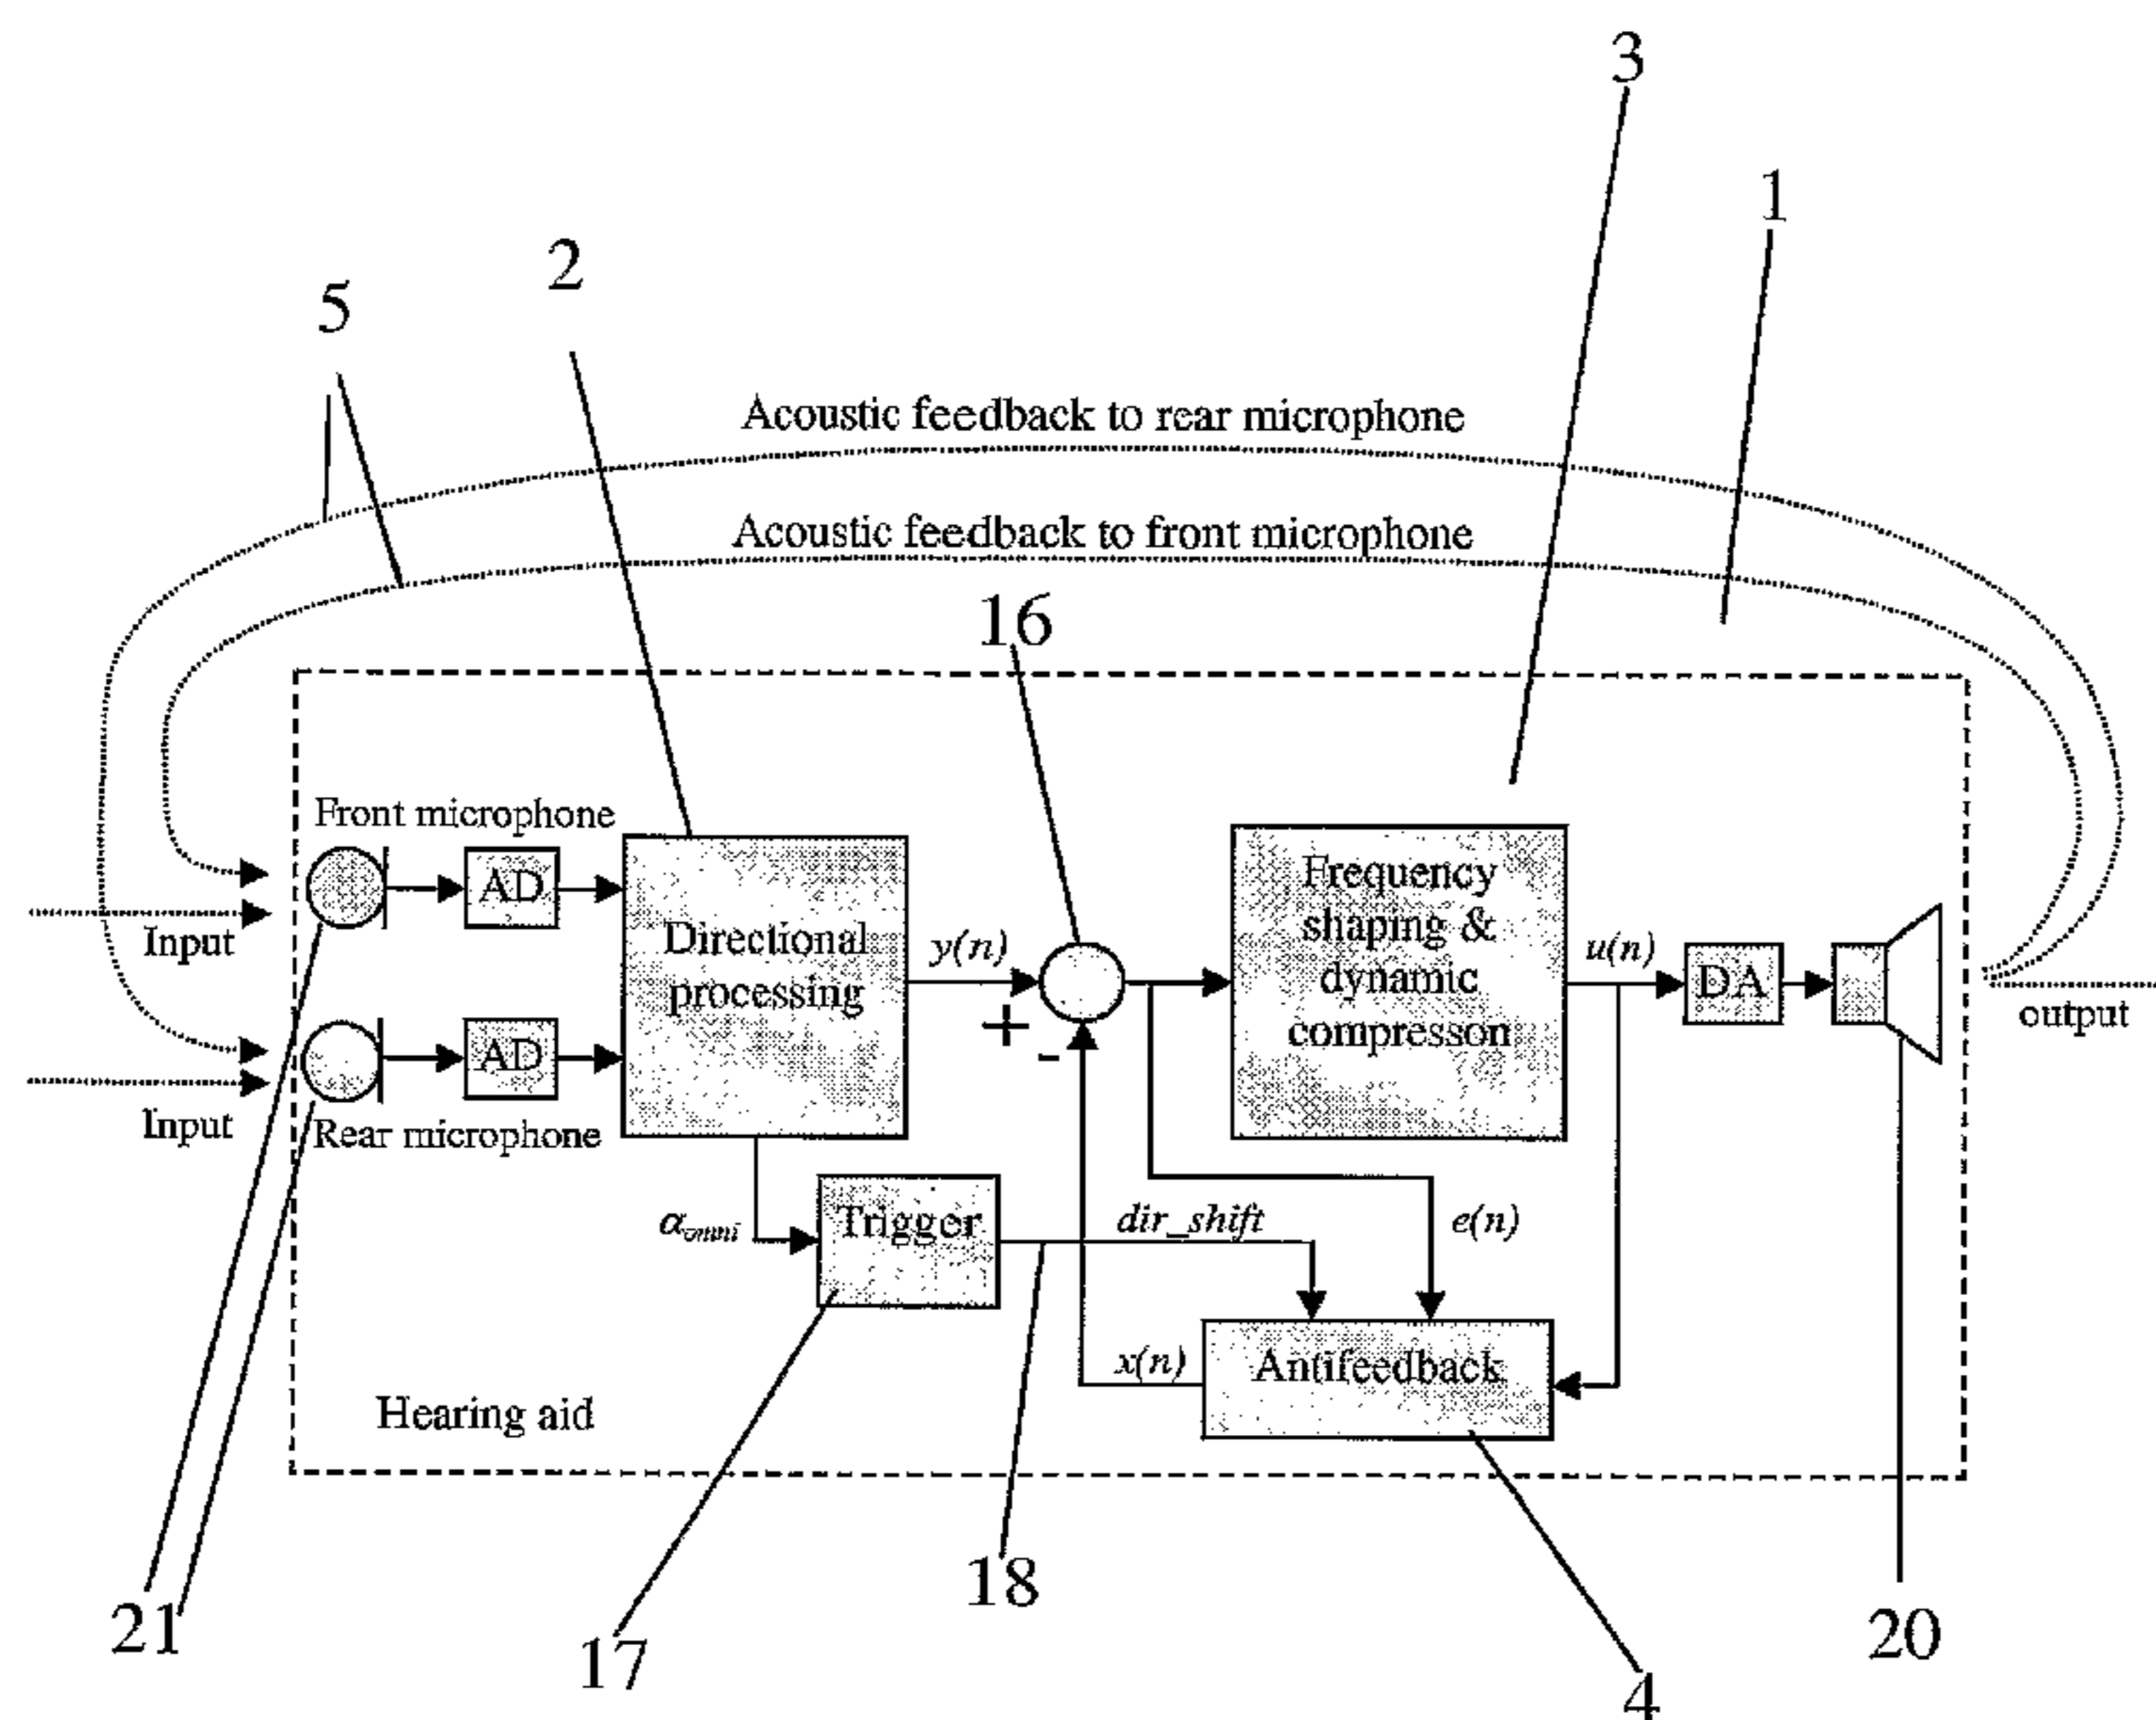 3
1
2
5
Acoustic feedback to rear microphone
Acoustic feedback to front microphone
16
Front microphone
AD
Input
Directional
processing
y(n)
+
-
Frequency
shaping &
dynamic
compresson
u(n)
DA
output
AD
Input
Rear microphone
αomni
Trigger
dir_shift
e(n)
x(n)
Antifeedback
Hearing aid
18
21
17
4
20